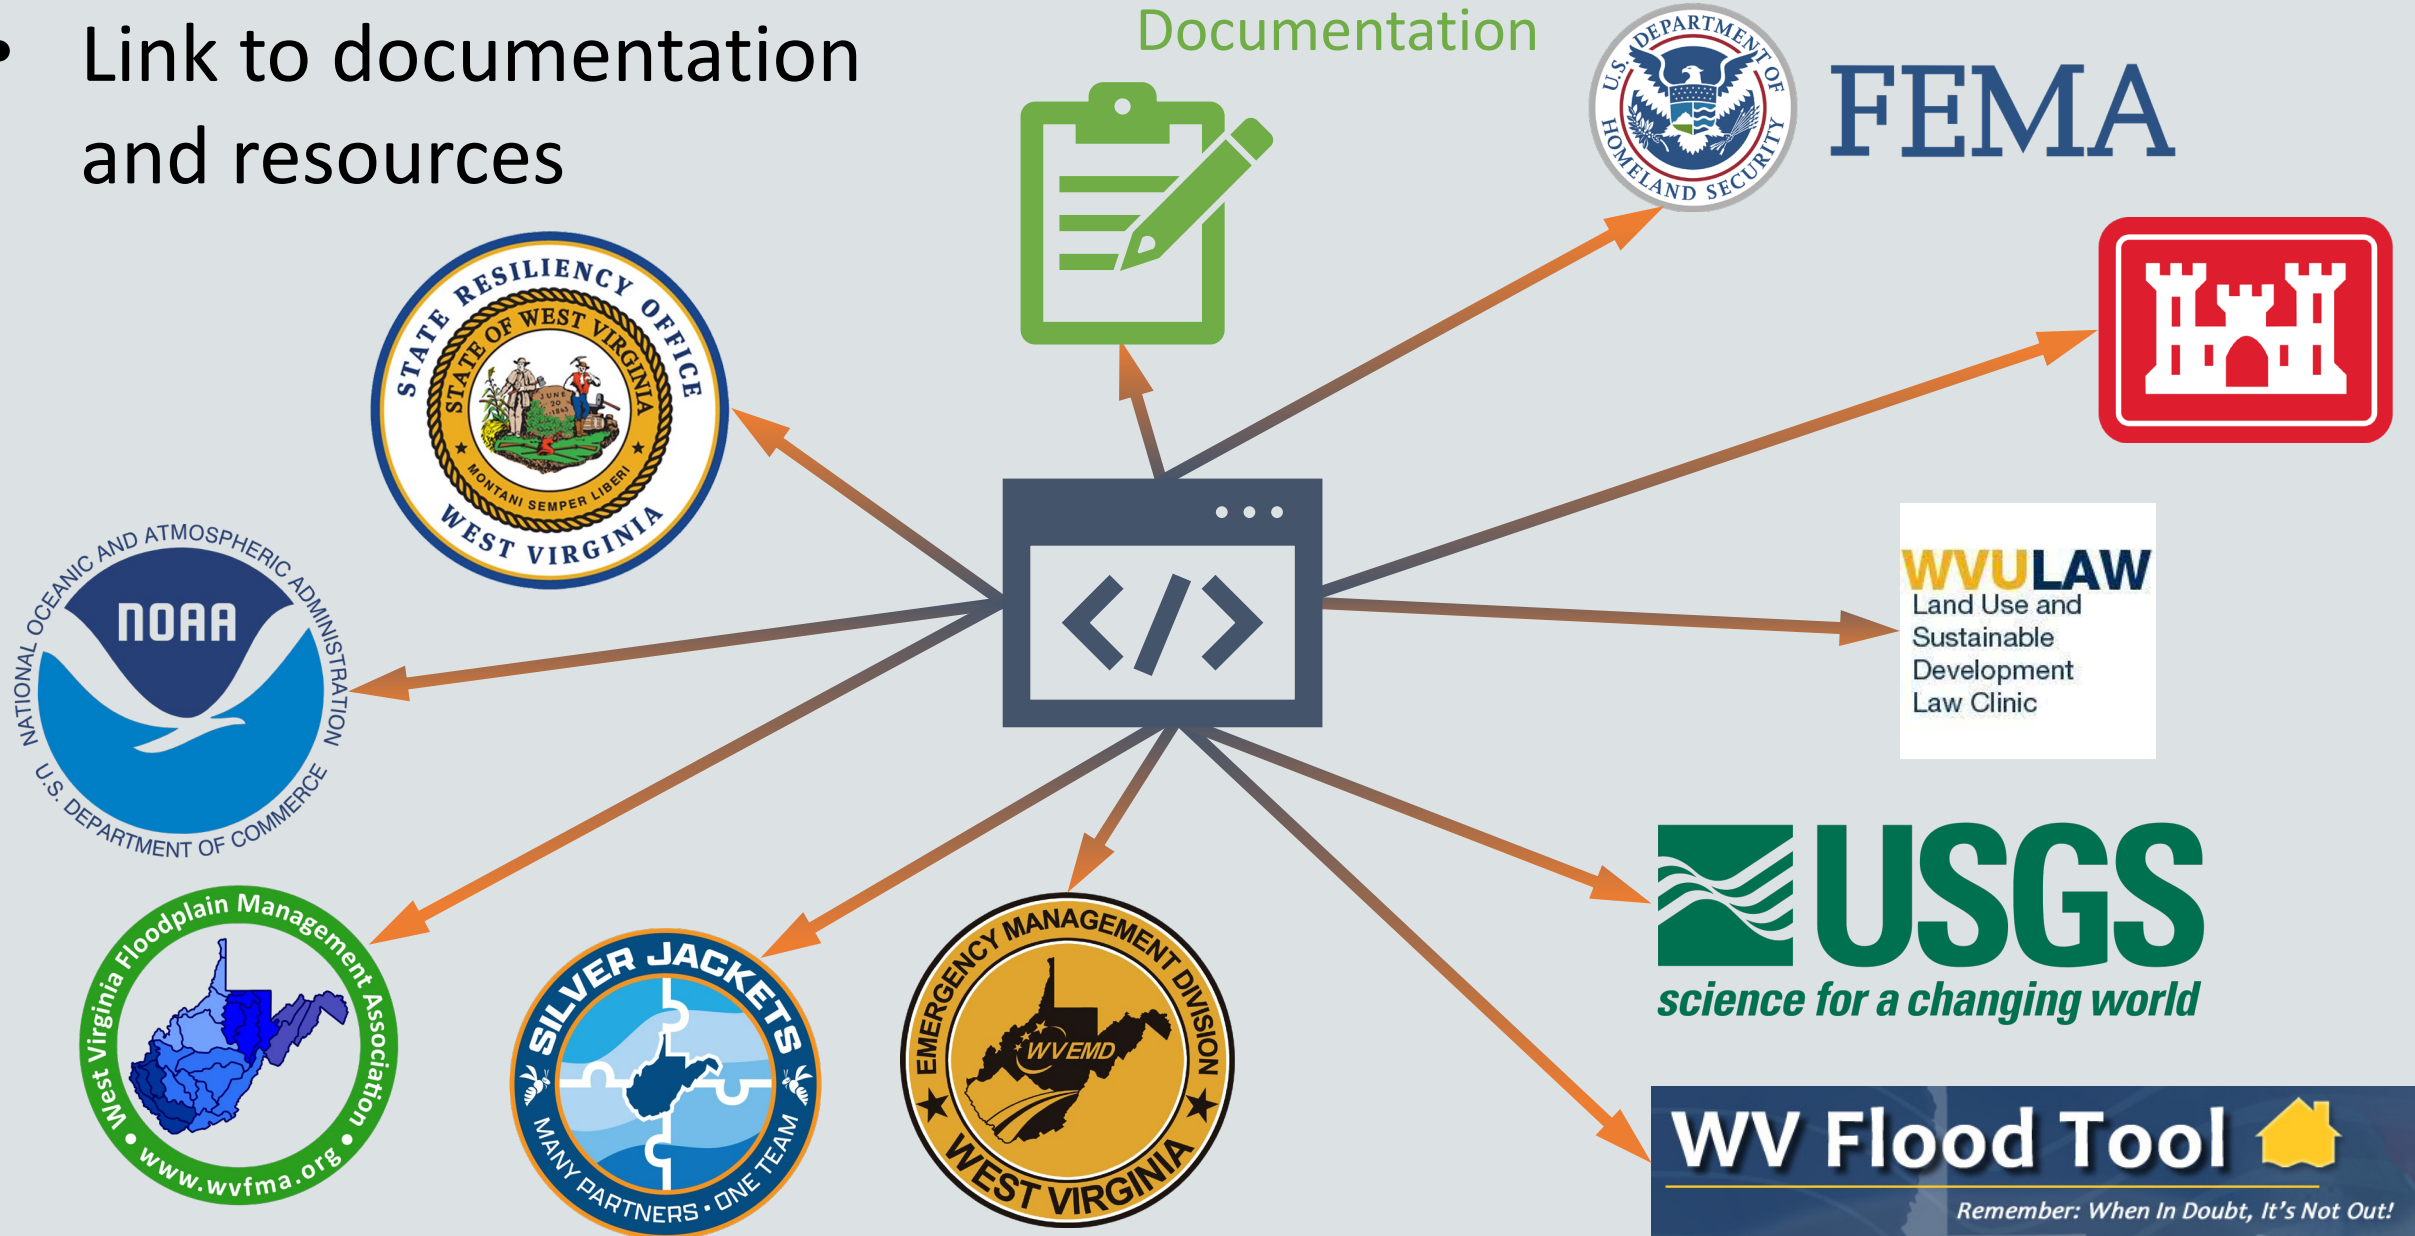 • Link to documentation
and resources
Documentation
U.S. DEPARTMENT OF
HOMELAND SECURITY
FEMA
STATE RESILIENCY OFFICE
WEST VIRGINIA
STATE OF WEST VIRGINIA
MONTANI SEMPER LIBERI
JUNE
20
1863
</>
NATIONAL OCEANIC AND ATMOSPHERIC ADMINISTRATION
U.S. DEPARTMENT OF COMMERCE
NOAA
WVULAW
Land Use and
Sustainable
Development
Law Clinic
USGS
science for a changing world
West Virginia Floodplain Management Association
• www.wvfma.org •
SILVER JACKETS
MANY PARTNERS • ONE TEAM
EMERGENCY MANAGEMENT DIVISION
WVEMD
WEST VIRGINIA
WV Flood Tool
Remember: When In Doubt, It's Not Out!